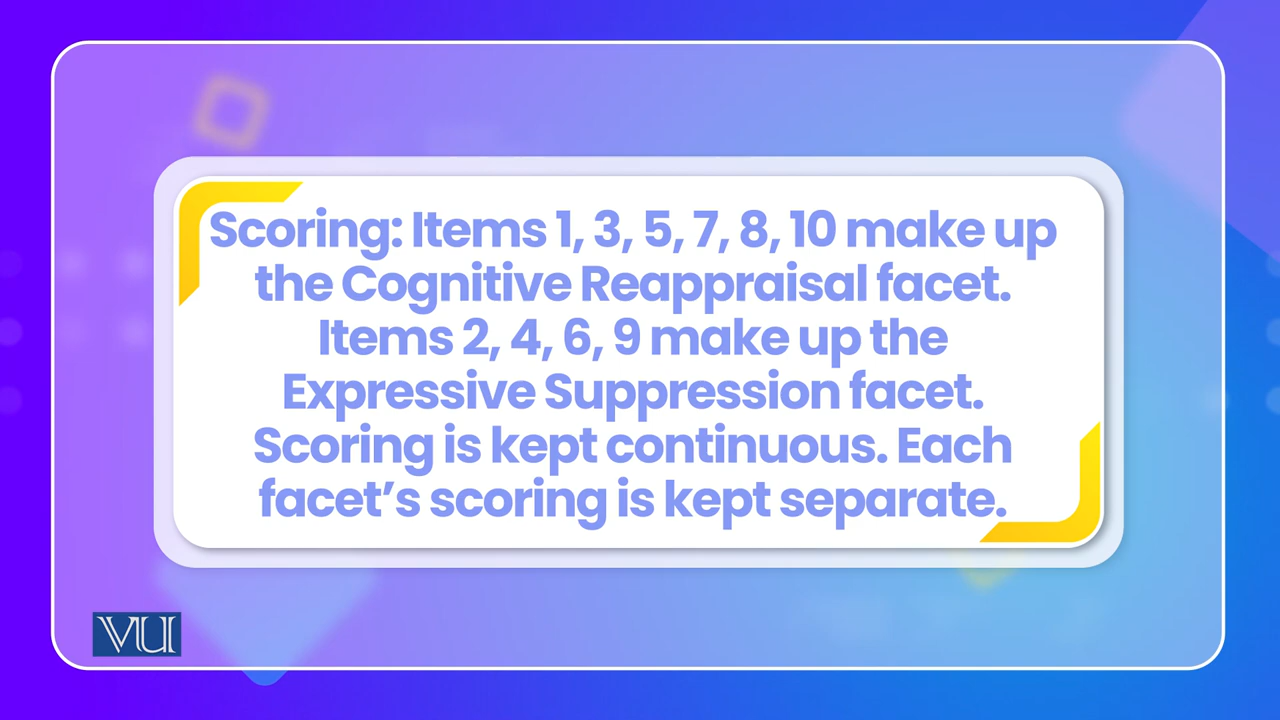 Scoring: Items 1, 3, 5, 7, 8, 10 make up
the Cognitive Reappraisal facet.
Items 2, 4, 6, 9 make up the
Expressive Suppression facet.
Scoring is kept continuous. Each
facet’s scoring is kept separate.
VU